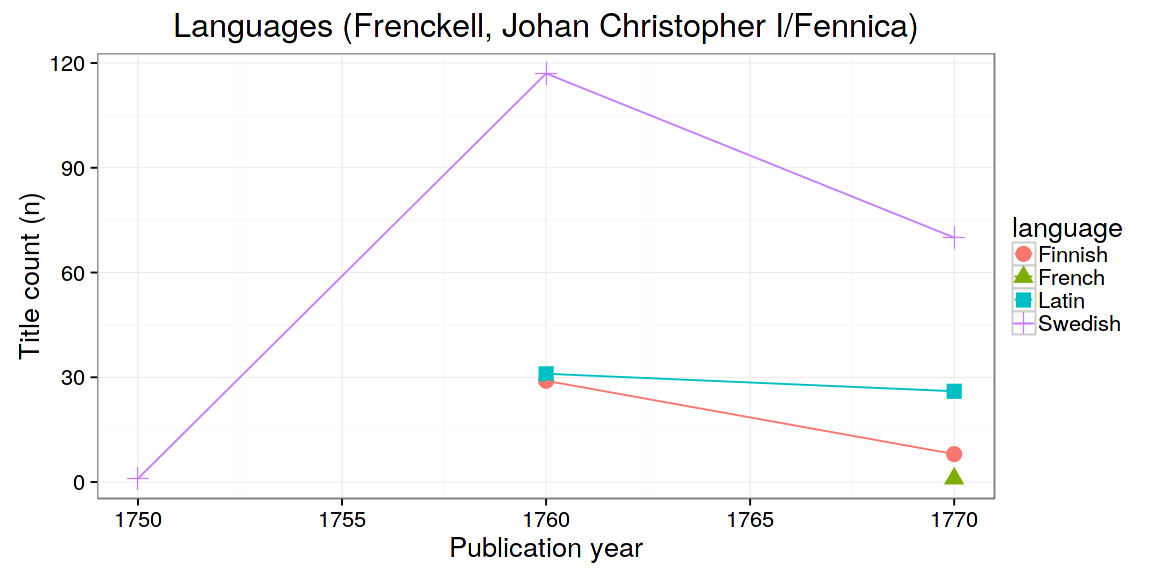 Languages (Frenckell, Johan Christopher I/Fennica)
120
90
60
30
0
Title count (n)
1750 1755 1760 1765 1770
Publication year
language
Finnish
French
Latin
Swedish